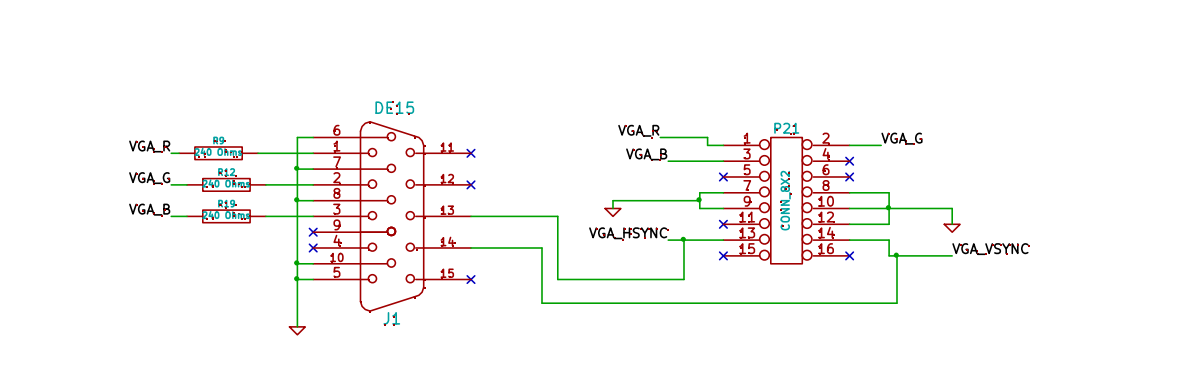 DE15
6
VGA_R
R9
240 Ohms
1
11
7
VGA_G
R12
240 Ohms
2
12
8
VGA_B
R19
240 Ohms
3
13
9
4
14
10
5
15
J1
P21
CONN_8X2
VGA_R
1
2
VGA_G
VGA_B
3
4
5
6
7
8
9
10
11
12
VGA_HSYNC
13
14
VGA_VSYNC
15
16